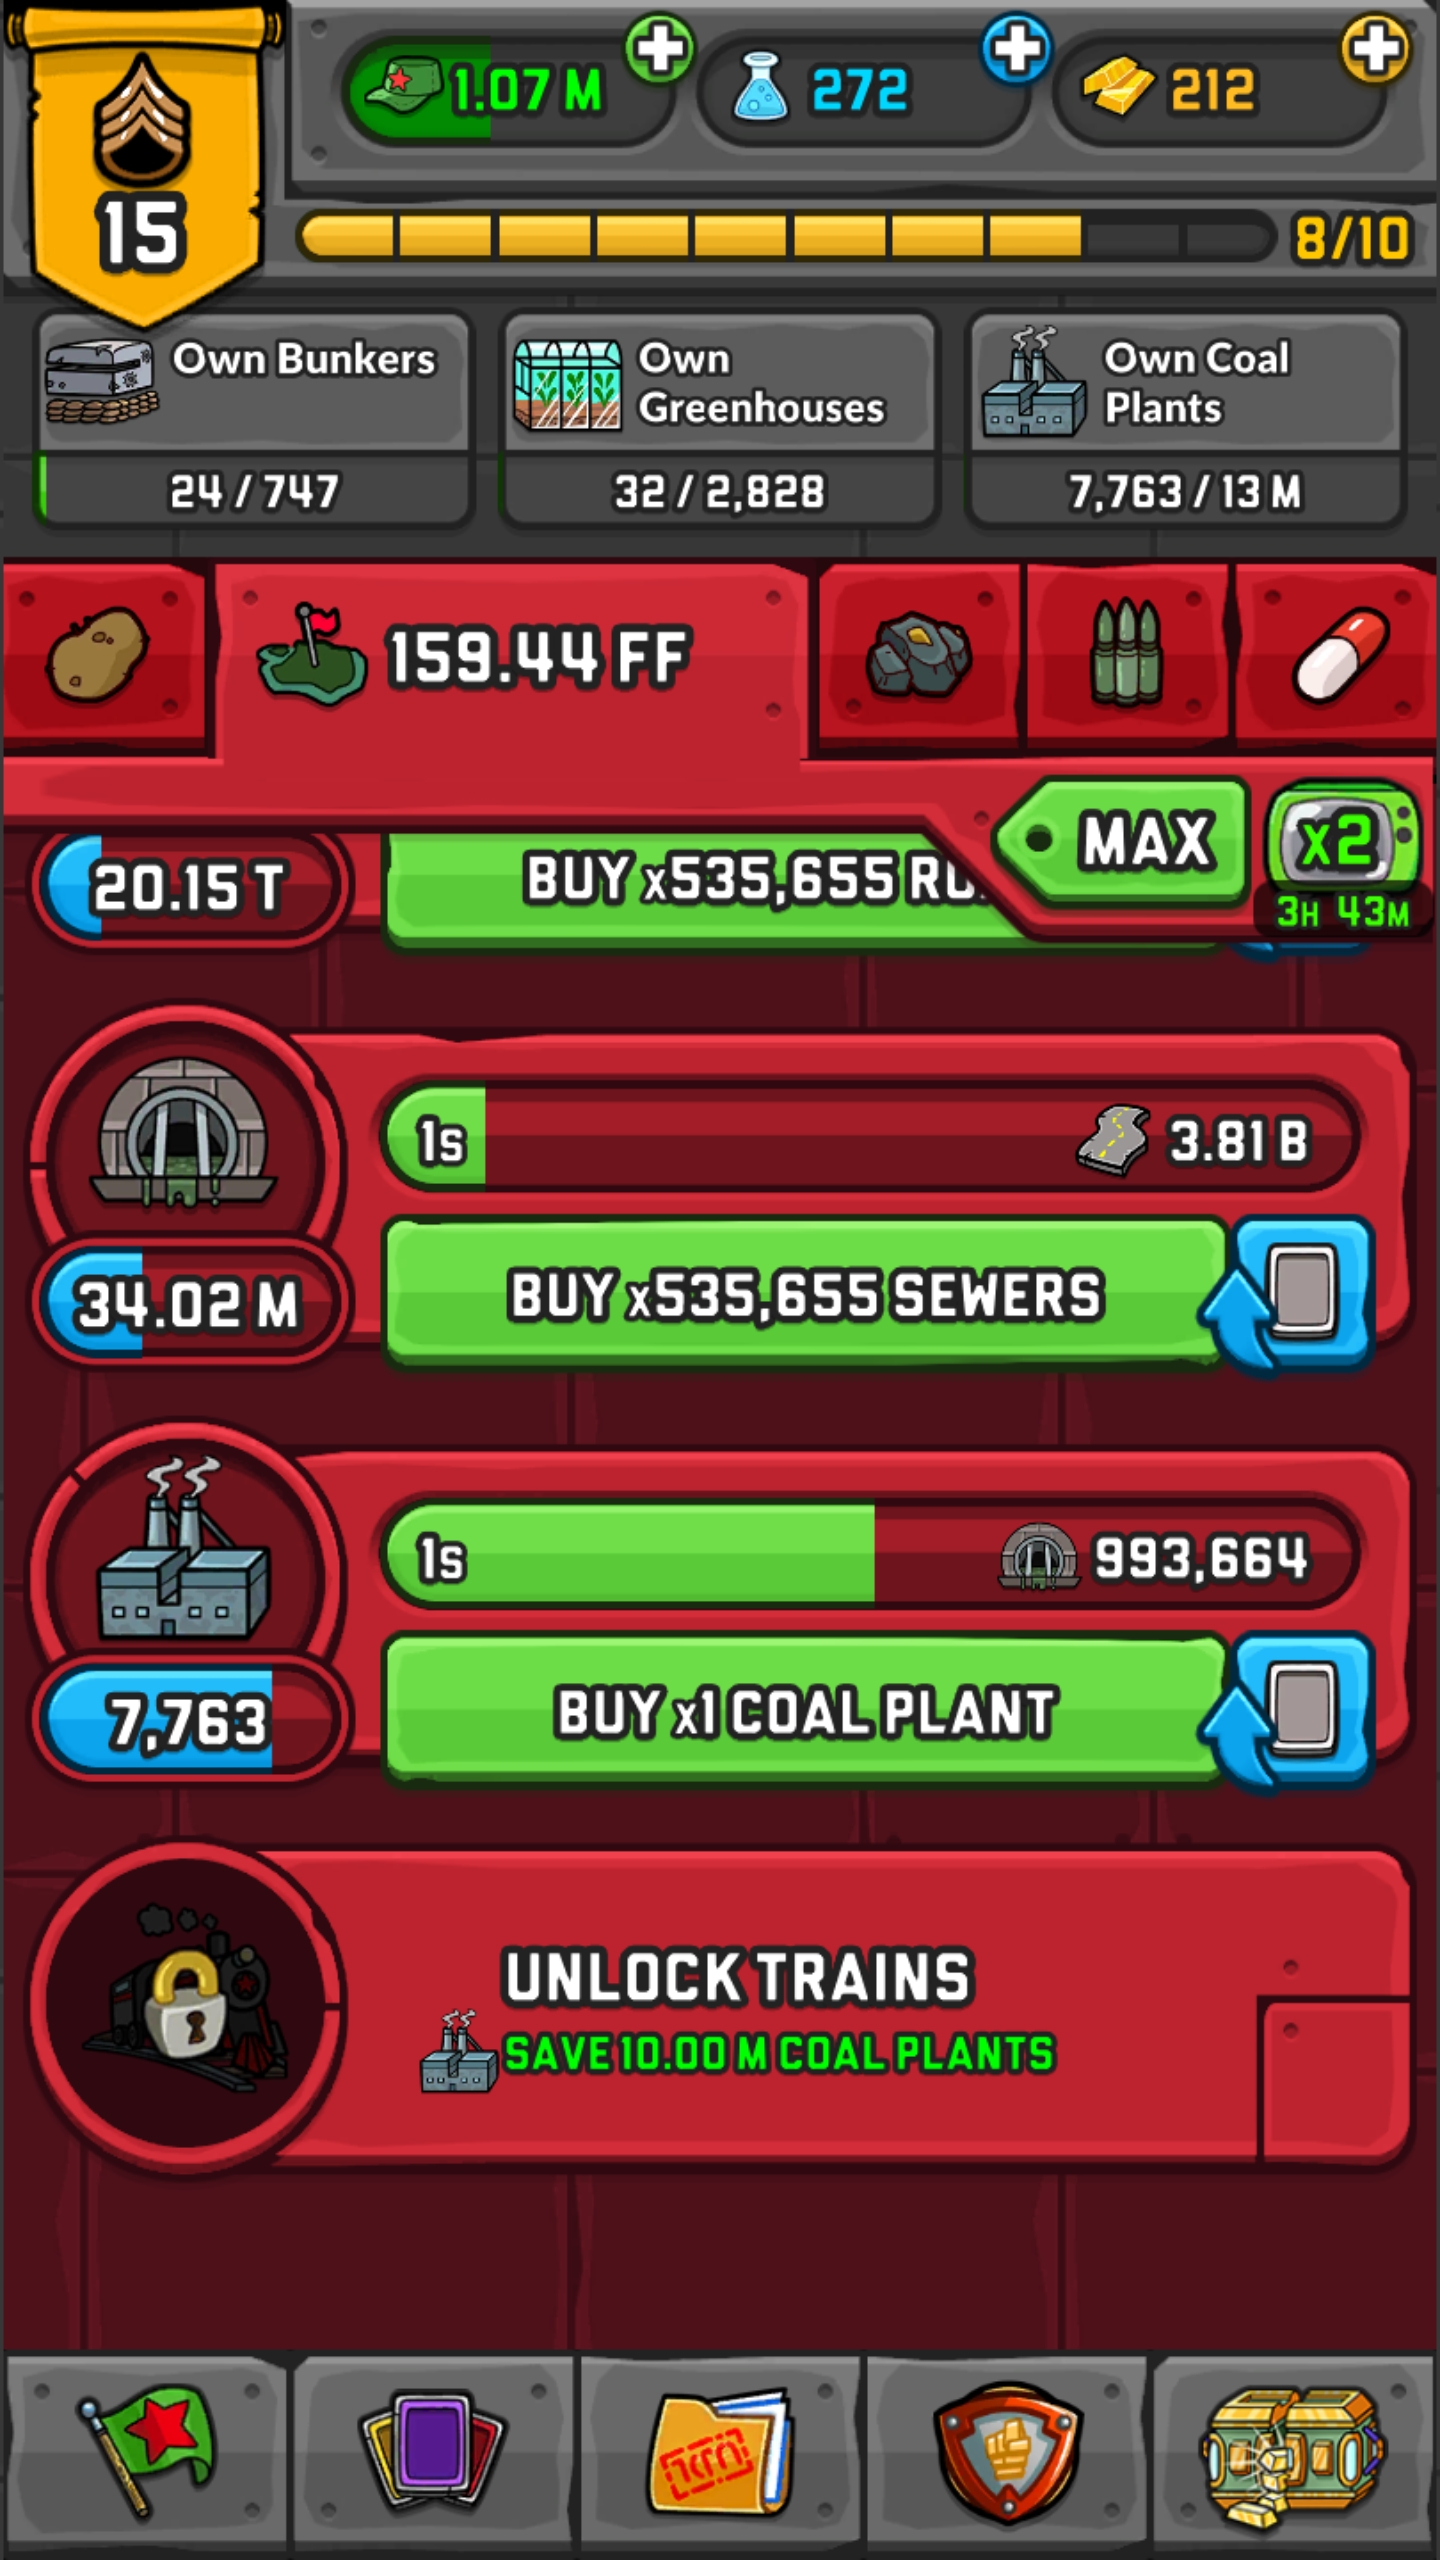 1.07 M
272
212
15
8/10
Own Bunkers
24 / 747
Own
Greenhouses
32 / 2,828
Own Coal
Plants
7,763 / 13 M
159.44 FF
MAX
x2
3H 43M
20.15 T
BUY x535,655
1s
3.81 B
34.02 M
BUY x535,655 SEWERS
1s
993,664
7,763
BUY x1 COAL PLANT
UNLOCK TRAINS
SAVE 10.00 M COAL PLANTS